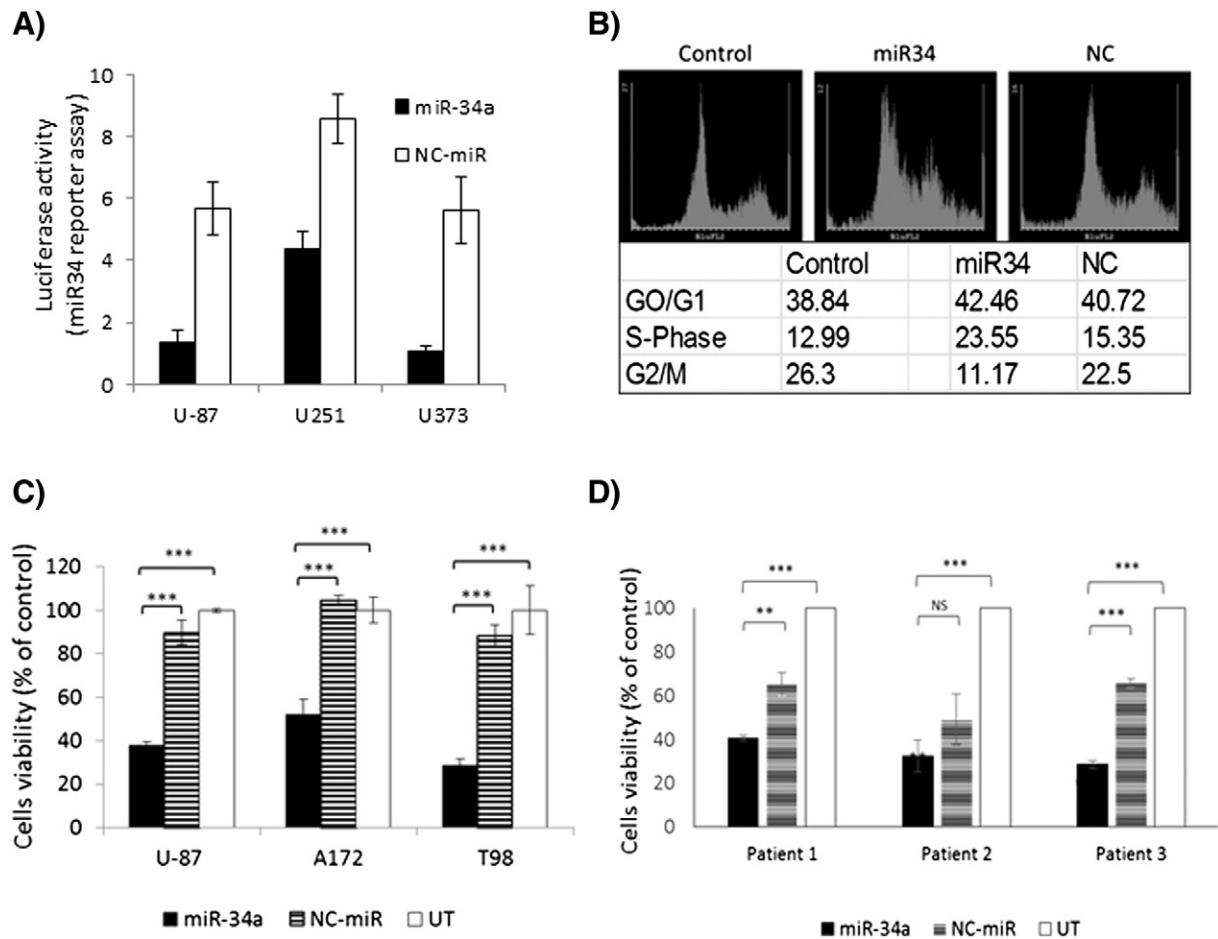 A)
10
8
6
4
2
0
Luciferase activity
(miR34 reporter assay)
miR-34a
NC-miR
U-87 U251 U373
B)
Control miR34 NC
27 12 16
Control miR34 NC
GO/G1 38.84 42.46 40.72
S-Phase 12.99 23.55 15.35
G2/M 26.3 11.17 22.5
C)
Cells viability (% of control)
120
100
80
60
40
20
0
*** ***
*** ***
*** ***
U-87 A172 T98
miR-34a NC-miR UT
D)
Cells viability (% of control)
100
80
60
40
20
0
*** *** ***
** NS ***
Patient 1 Patient 2 Patient 3
miR-34a NC-miR UT